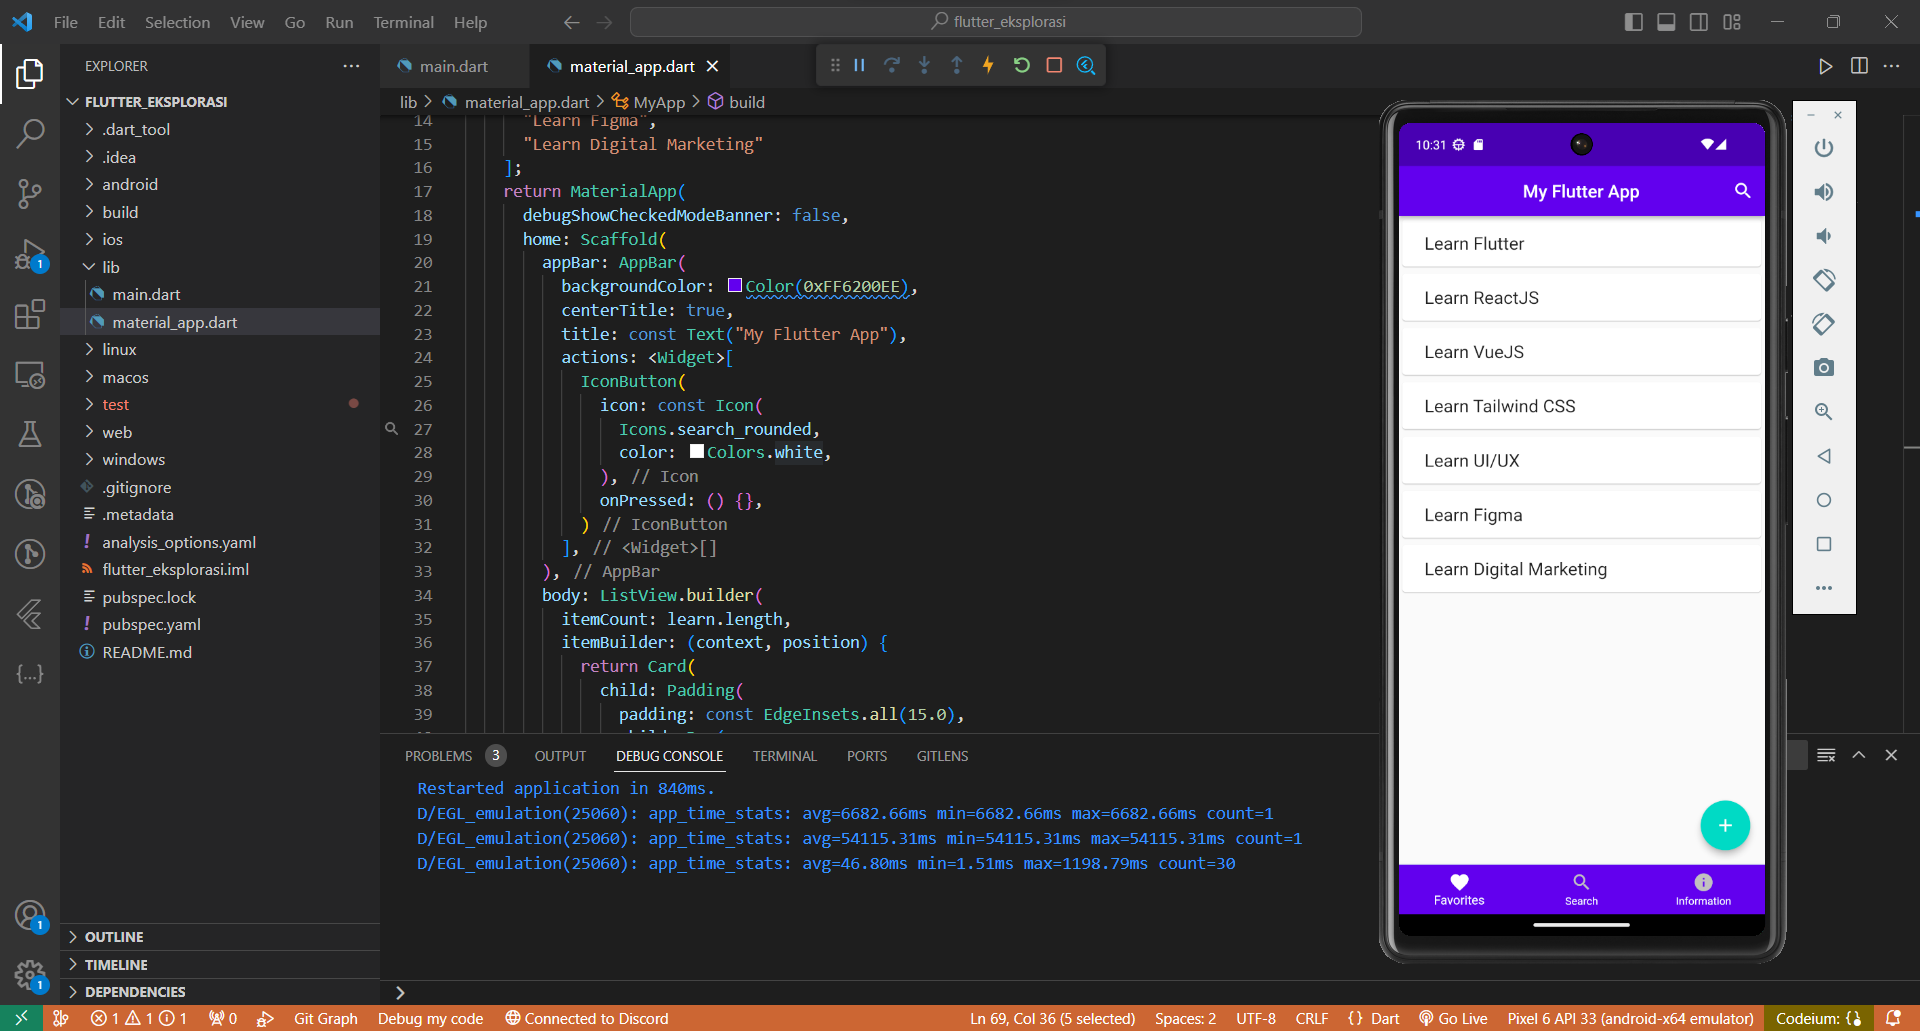 File Edit Selection View Go Run Terminal Help
flutter_eksplorasi
EXPLORER
FLUTTER_EKSPLORASI
.dart_tool
.idea
android
build
ios
lib
main.dart
material_app.dart
linux
macos
test
web
windows
.gitignore
.metadata
analysis_options.yaml
flutter_eksplorasi.iml
pubspec.lock
pubspec.yaml
README.md
OUTLINE
TIMELINE
DEPENDENCIES
1
1
1
main.dart material_app.dart
lib > material_app.dart > MyApp > build
14 "Learn Figma",
15 "Learn Digital Marketing"
16 ];
17 return MaterialApp(
18 debugShowCheckedModeBanner: false,
19 home: Scaffold(
20 appBar: AppBar(
21 backgroundColor: Color(0xFF6200EE),
22 centerTitle: true,
23 title: const Text("My Flutter App"),
24 actions: <Widget>[
25 IconButton(
26 icon: const Icon(
27 Icons.search_rounded,
28 color: Colors.white,
29 ), // Icon
30 onPressed: () {},
31 ) // IconButton
32 ], // <Widget>[]
33 ), // AppBar
34 body: ListView.builder(
35 itemCount: learn.length,
36 itemBuilder: (context, position) {
37 return Card(
38 child: Padding(
39 padding: const EdgeInsets.all(15.0),
PROBLEMS 3 OUTPUT DEBUG CONSOLE TERMINAL PORTS GITLENS
Restarted application in 840ms.
D/EGL_emulation(25060): app_time_stats: avg=6682.66ms min=6682.66ms max=6682.66ms count=1
D/EGL_emulation(25060): app_time_stats: avg=54115.31ms min=54115.31ms max=54115.31ms count=1
D/EGL_emulation(25060): app_time_stats: avg=46.80ms min=1.51ms max=1198.79ms count=30
10:31
My Flutter App
Learn Flutter
Learn ReactJS
Learn VueJS
Learn Tailwind CSS
Learn UI/UX
Learn Figma
Learn Digital Marketing
Favorites Search Information
1 1 1 0 Git Graph Debug my code Connected to Discord Ln 69, Col 36 (5 selected) Spaces: 2 UTF-8 CRLF {} Dart Go Live Pixel 6 API 33 (android-x64 emulator) Codeium: {}